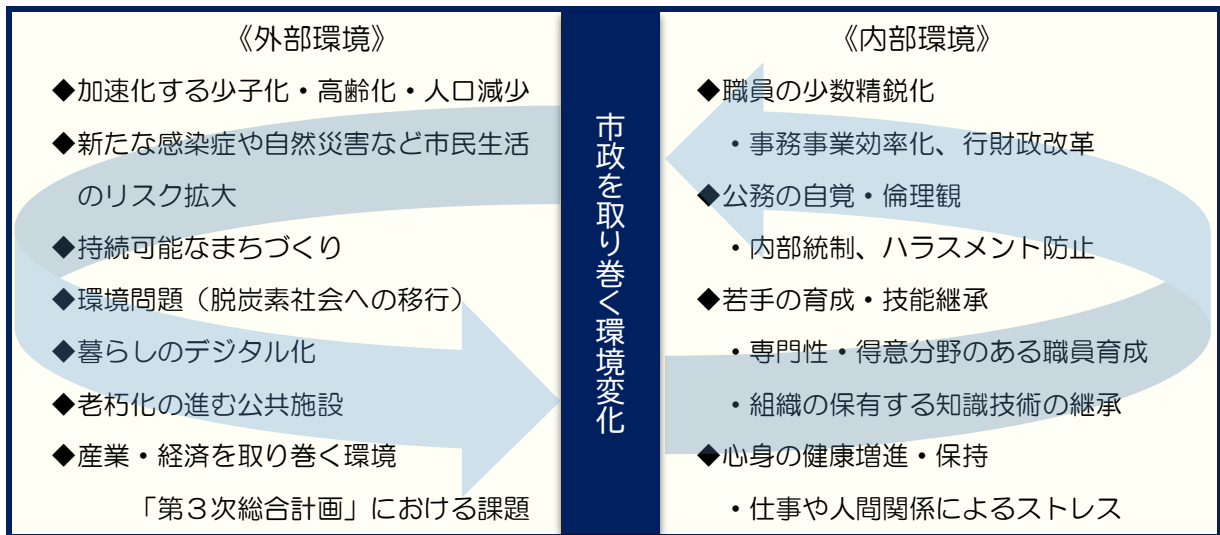 《外部環境》
◆加速化する少子化・高齢化・人口減少
◆新たな感染症や自然災害など市民生活
のリスク拡大
◆持続可能なまちづくり
◆環境問題（脱炭素社会への移行）
◆暮らしのデジタル化
◆老朽化の進む公共施設
◆産業・経済を取り巻く環境
「第３次総合計画」における課題
市政を取り巻く環境変化
《内部環境》
◆職員の少数精鋭化
・事務事業効率化、行財政改革
◆公務の自覚・倫理観
・内部統制、ハラスメント防止
◆若手の育成・技能継承
・専門性・得意分野のある職員育成
・組織の保有する知識技術の継承
◆心身の健康増進・保持
・仕事や人間関係によるストレス